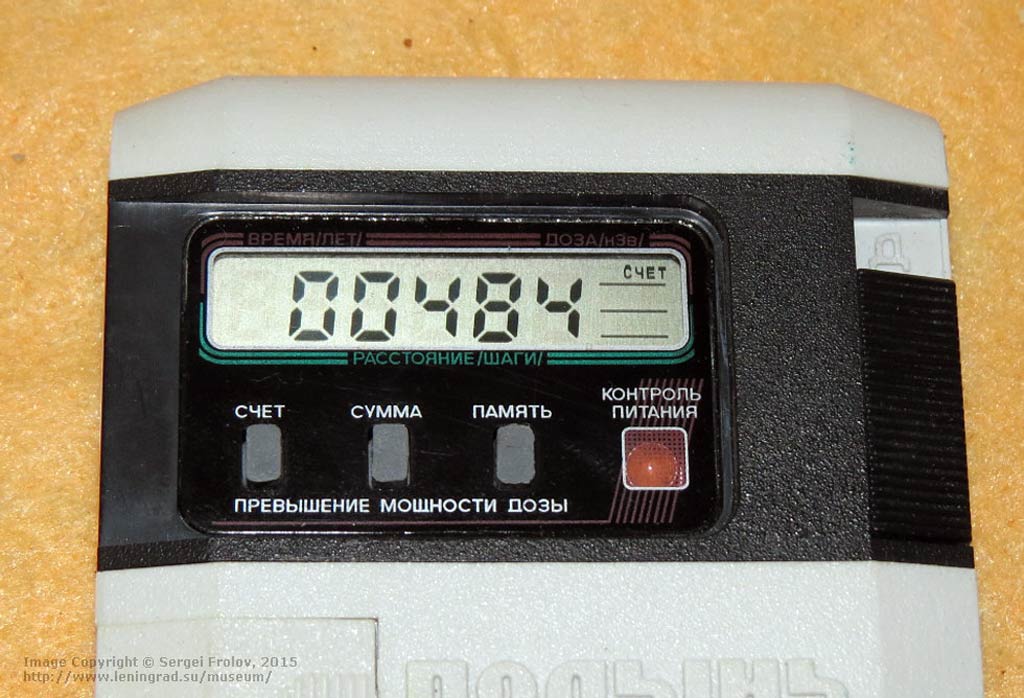 ВРЕМЯ/ЛЕТ/ ДОЗА/нЗв/
СЧЕТ
00484
РАССТОЯНИЕ/ШАГИ/
СЧЕТ СУММА ПАМЯТЬ КОНТРОЛЬ
ПИТАНИЯ
ПРЕВЫШЕНИЕ МОЩНОСТИ ДОЗЫ
Image Copyright © Sergei Frolov, 2015
http://www.leningrad.su/museum/